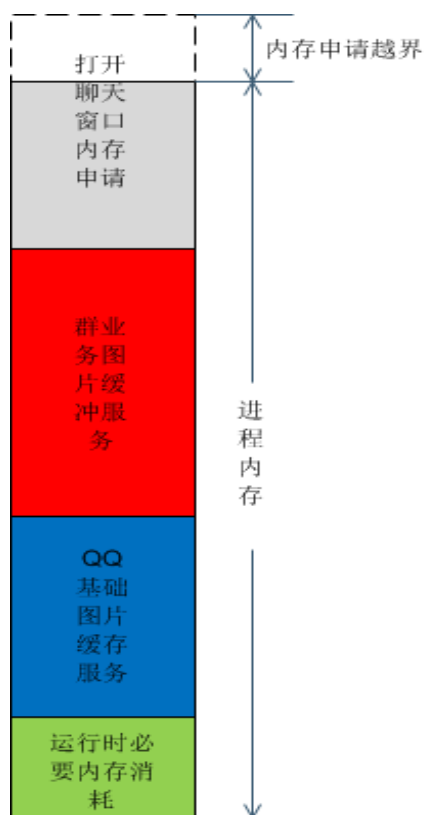 内存申请越界
打开
聊天
窗口
内存
申请
群业
务图
片缓
冲服
务
进
程
内
存
QQ
基础
图片
缓存
服务
运行时必
要内存消
耗